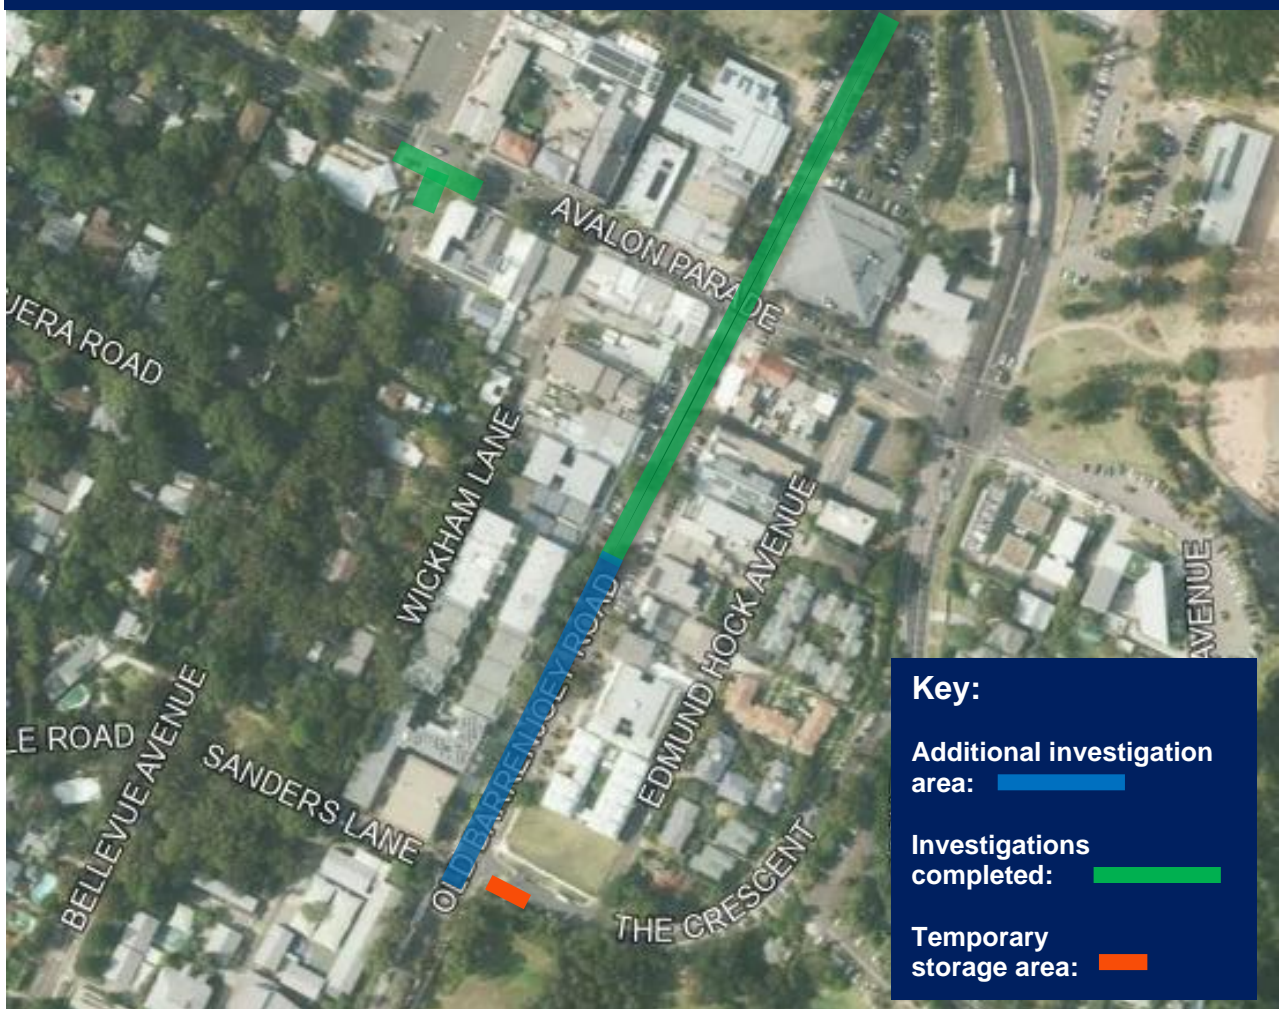 AVALON PARADE
UERA ROAD
WICKHAM LANE
EDMUND HOCK AVENUE
AVENUE
OLD BARRENJOEY ROAD
BELLEVUE AVENUE
LE ROAD
SANDERS LANE
THE CRESCENT
Key:
Additional investigation
area:
Investigations
completed:
Temporary
storage area: